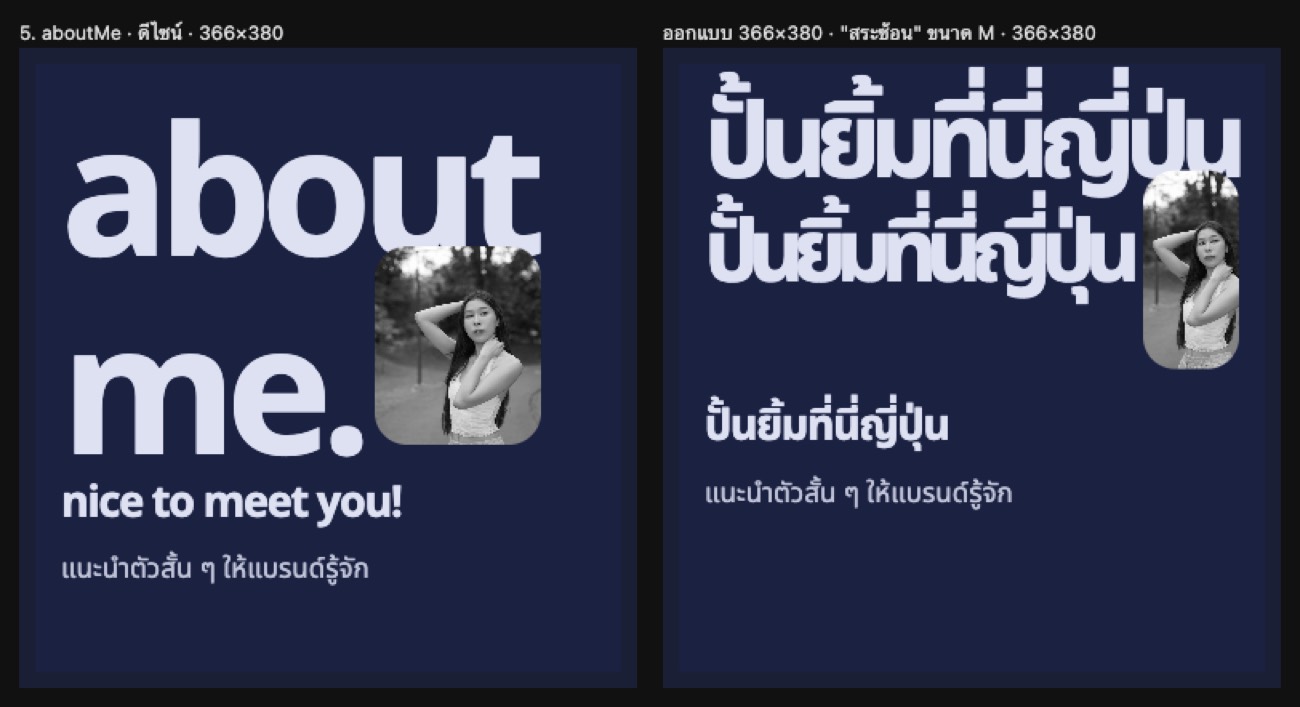 5. aboutMe · ดีไซน์ · 366×380
about
me.
nice to meet you!
แนะนำตัวสั้น ๆ ให้แบรนด์รู้จัก
ออกแบบ 366×380 · "สระซ้อน" ขนาด M · 366×380
ปั้นยิ้มที่นี่ญี่ปุ่น
ปั้นยิ้มที่นี่ญี่ปุ่น
ปั้นยิ้มที่นี่ญี่ปุ่น
แนะนำตัวสั้น ๆ ให้แบรนด์รู้จัก